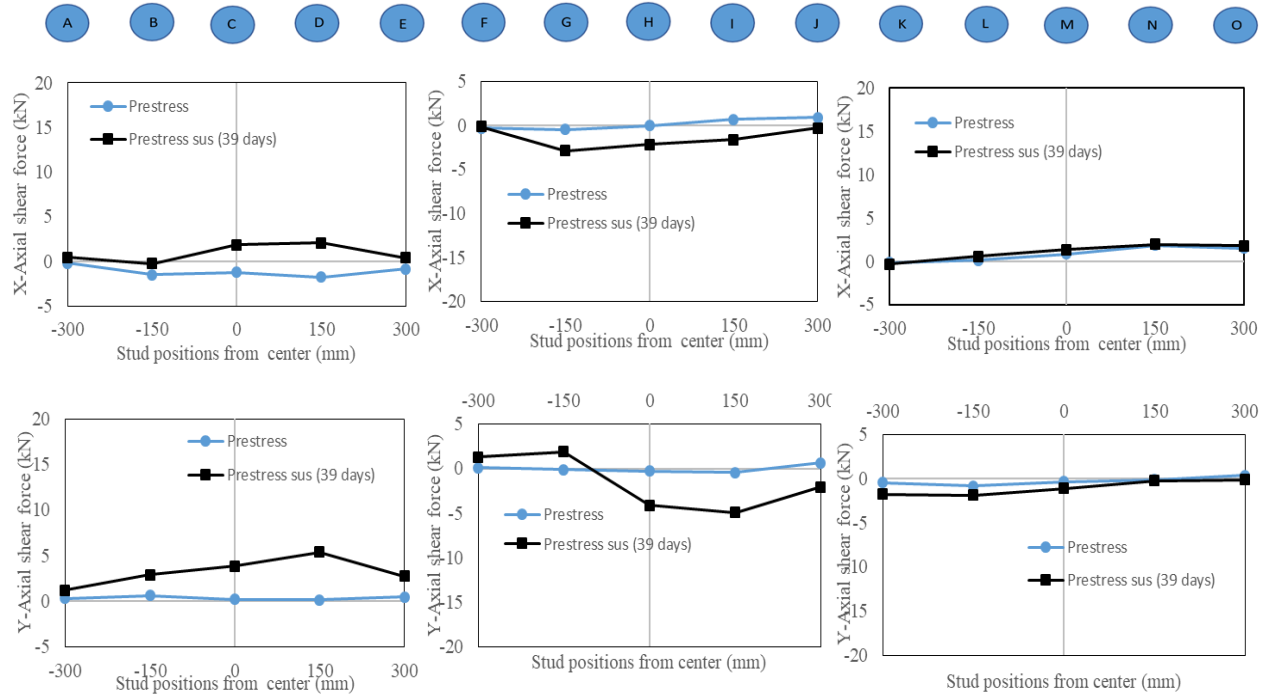 A B C D E F G H I J K L M N O
X-Axial shear force (kN)
20
15
10
5
0
-5
Prestress
Prestress sus (39 days)
-300 -150 0 150 300
Stud positions from center (mm)
X-Axial shear force (kN)
5
0
-5
-10
-15
-20
Prestress
Prestress sus (39 days)
-300 -150 0 150 300
Stud positions from center (mm)
X-Axial shear force (kN)
20
15
10
5
0
-5
Prestress
Prestress sus (39 days)
-300 -150 0 150 300
Stud positions from center (mm)
Y-Axial shear force (kN)
20
15
10
5
0
-5
Prestress
Prestress sus (39 days)
-300 -150 0 150 300
Stud positions from center (mm)
-300 -150 0 150 300
Y-Axial shear force (kN)
5
0
-5
-10
-15
-20
Prestress
Prestress sus (39 days)
Stud positions from center (mm)
-300 -150 0 150 300
Y-Axial shear force (kN)
5
0
-5
-10
-15
-20
Prestress
Prestress sus (39 days)
Stud positions from center (mm)